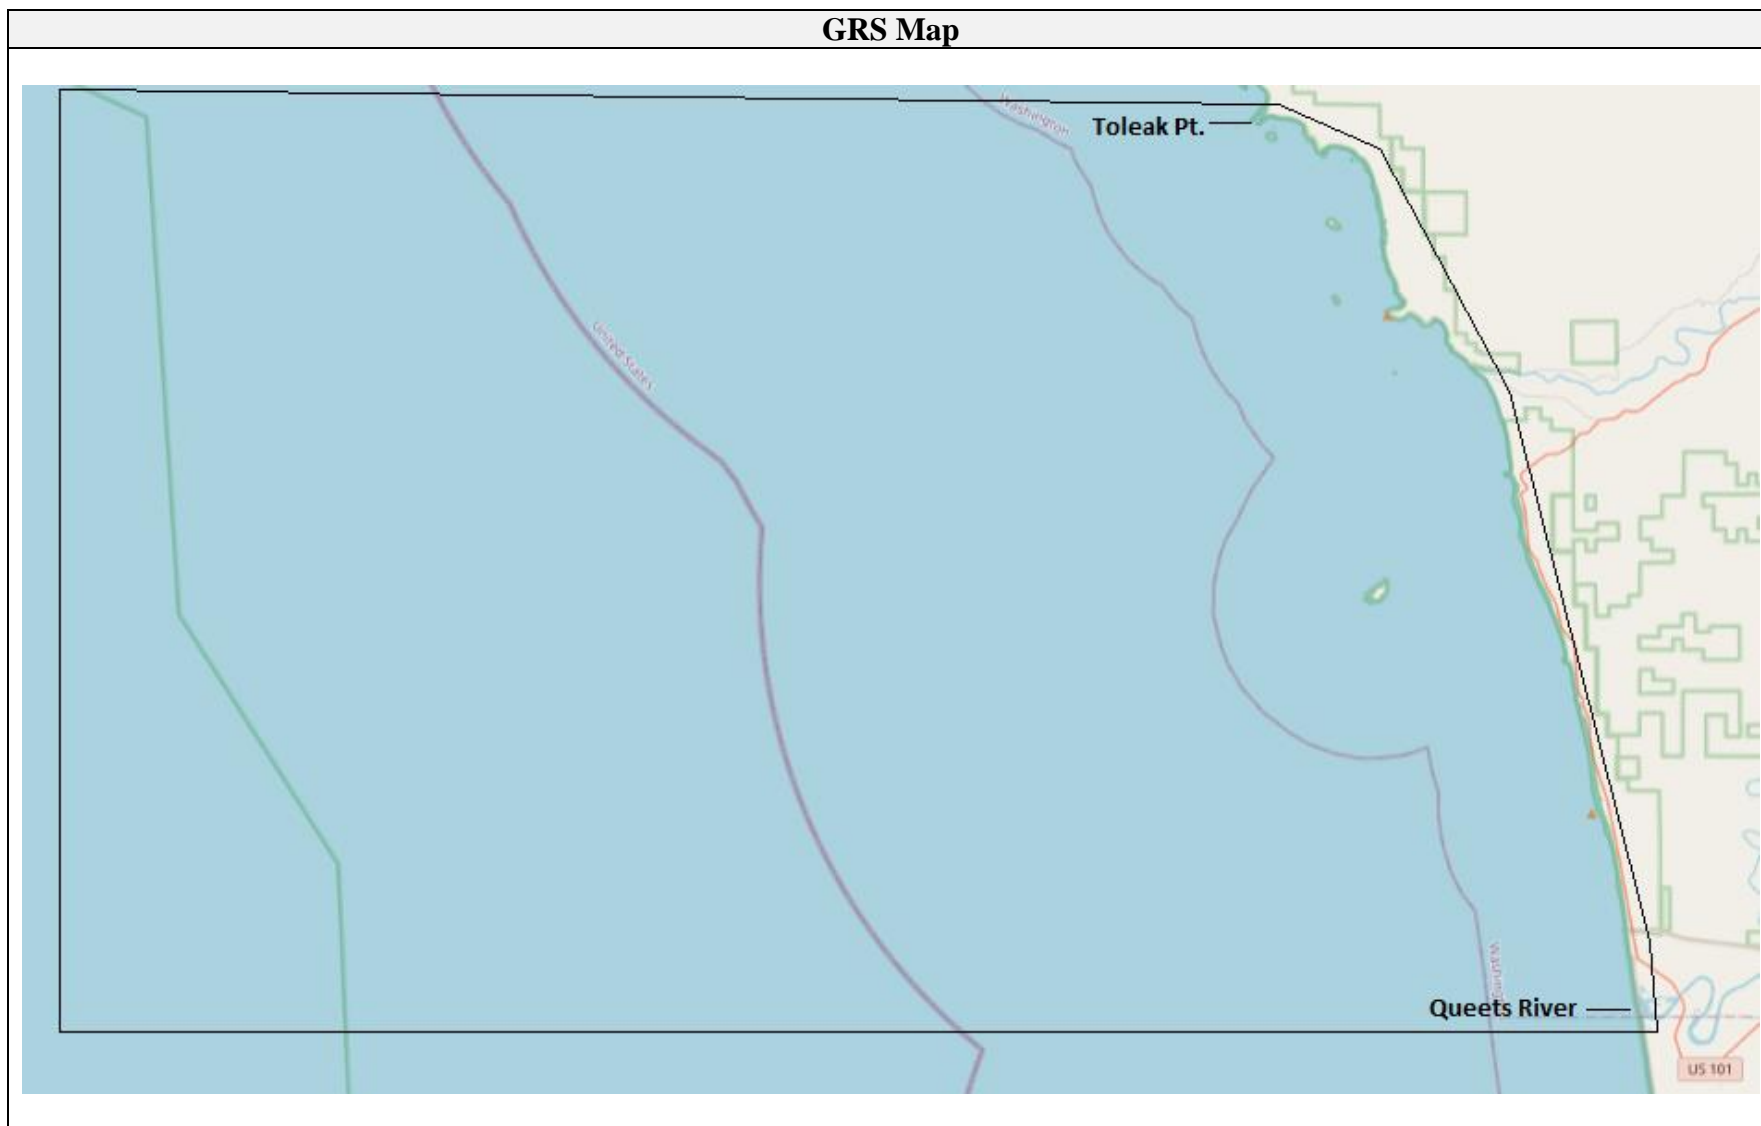 GRS Map
Washington
Toleak Pt.
United States
Washington
Queets River
US 101